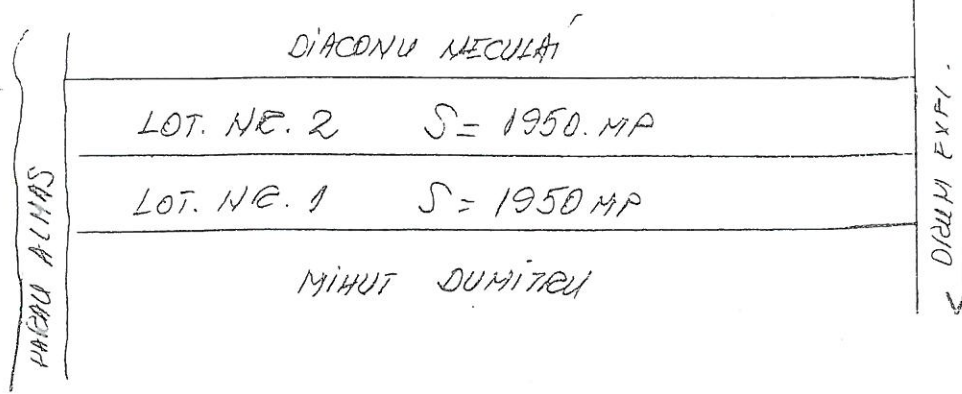 DIACONU NECULAI
LOT. NR. 2 S= 1950. MP
LOT. NR. 1 S= 1950 MP
MIHUT DUMITRU
PARAU ALMAS
DRUM EXPL.